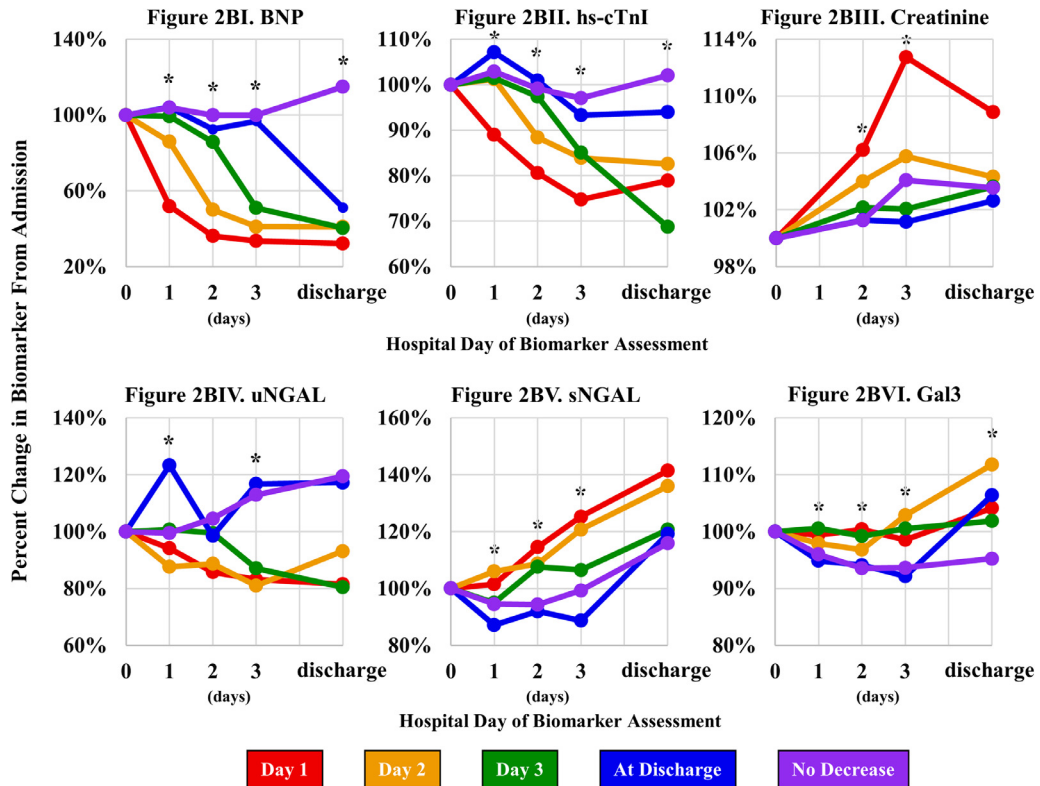 Percent Change in Biomarker From Admission
Figure 2BI. BNP
140%
100%
60%
20%
* * * *
0 1 2 3 discharge
(days)
Figure 2BII. hs-cTnI
110%
100%
90%
80%
70%
60%
* * * *
0 1 2 3 discharge
(days)
Figure 2BIII. Creatinine
114%
110%
106%
102%
98%
* *
0 1 2 3 discharge
(days)
Hospital Day of Biomarker Assessment
Figure 2BIV. uNGAL
140%
120%
100%
80%
60%
* *
0 1 2 3 discharge
(days)
Figure 2BV. sNGAL
160%
140%
120%
100%
80%
* * *
0 1 2 3 discharge
(days)
Figure 2BVI. Gal3
120%
110%
100%
90%
80%
* * * *
0 1 2 3 discharge
(days)
Hospital Day of Biomarker Assessment
Day 1 Day 2 Day 3 At Discharge No Decrease